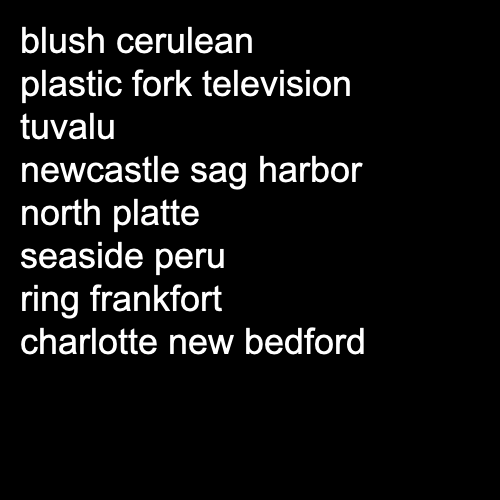 blush cerulean
plastic fork television
tuvalu
newcastle sag harbor
north platte
seaside peru
ring frankfort
charlotte new bedford